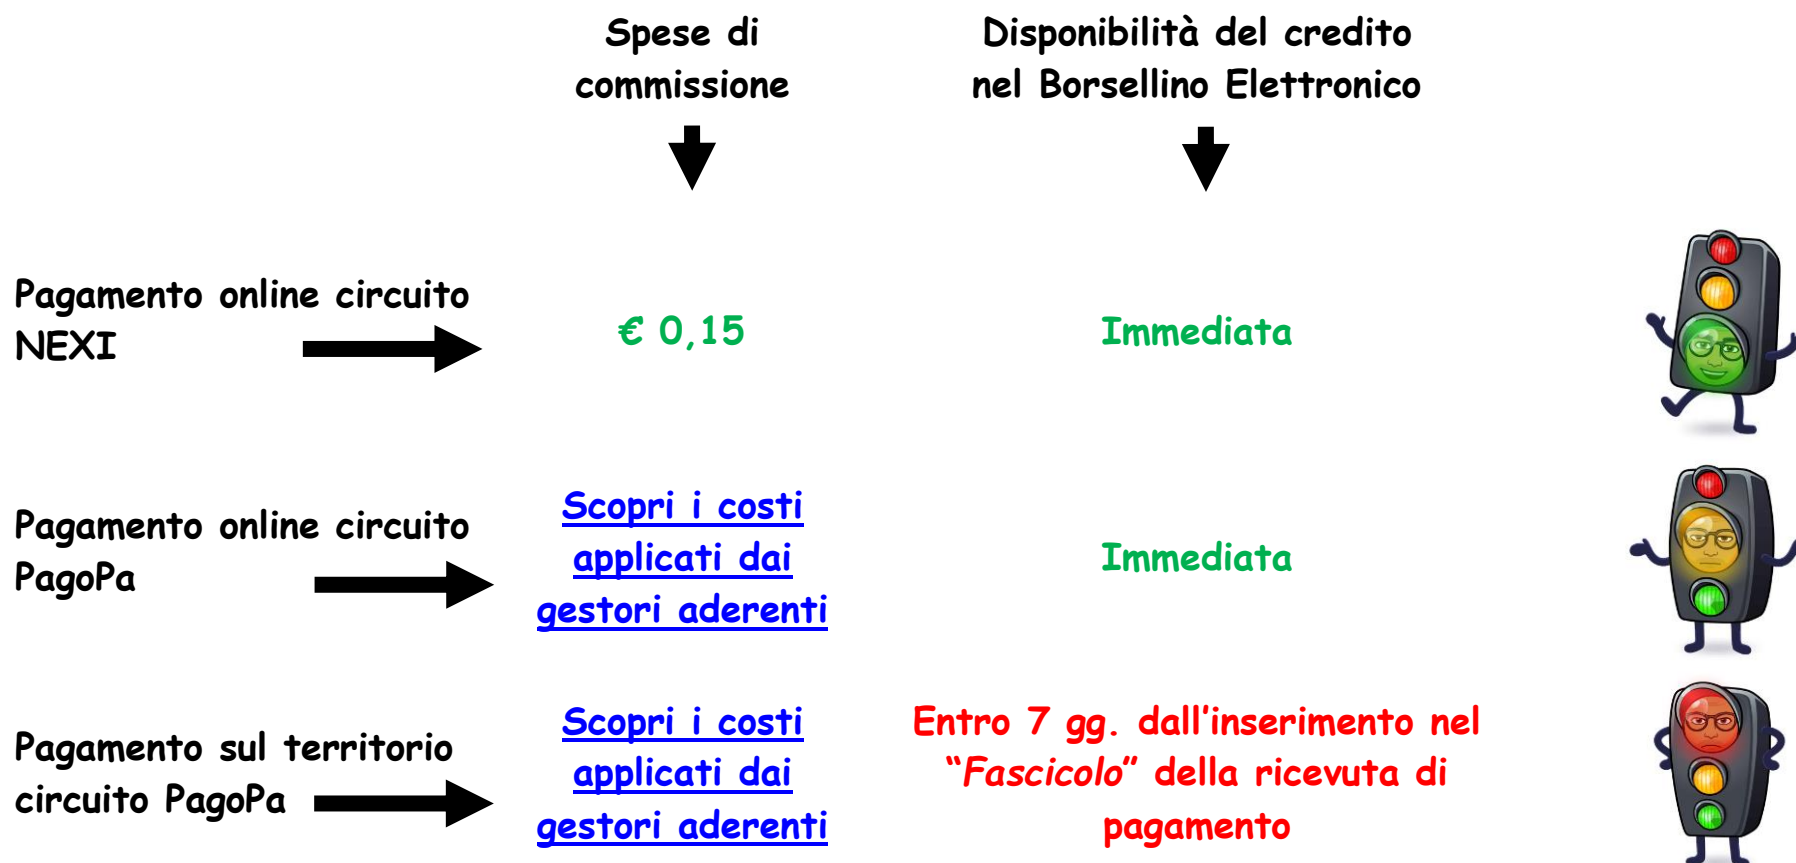 Spese di
commissione
Disponibilità del credito
nel Borsellino Elettronico
Pagamento online circuito
NEXI
€ 0,15
Immediata
Pagamento online circuito
PagoPa
Scopri i costi
applicati dai
gestori aderenti
Immediata
Pagamento sul territorio
circuito PagoPa
Scopri i costi
applicati dai
gestori aderenti
Entro 7 gg. dall'inserimento nel
“Fascicolo” della ricevuta di
pagamento